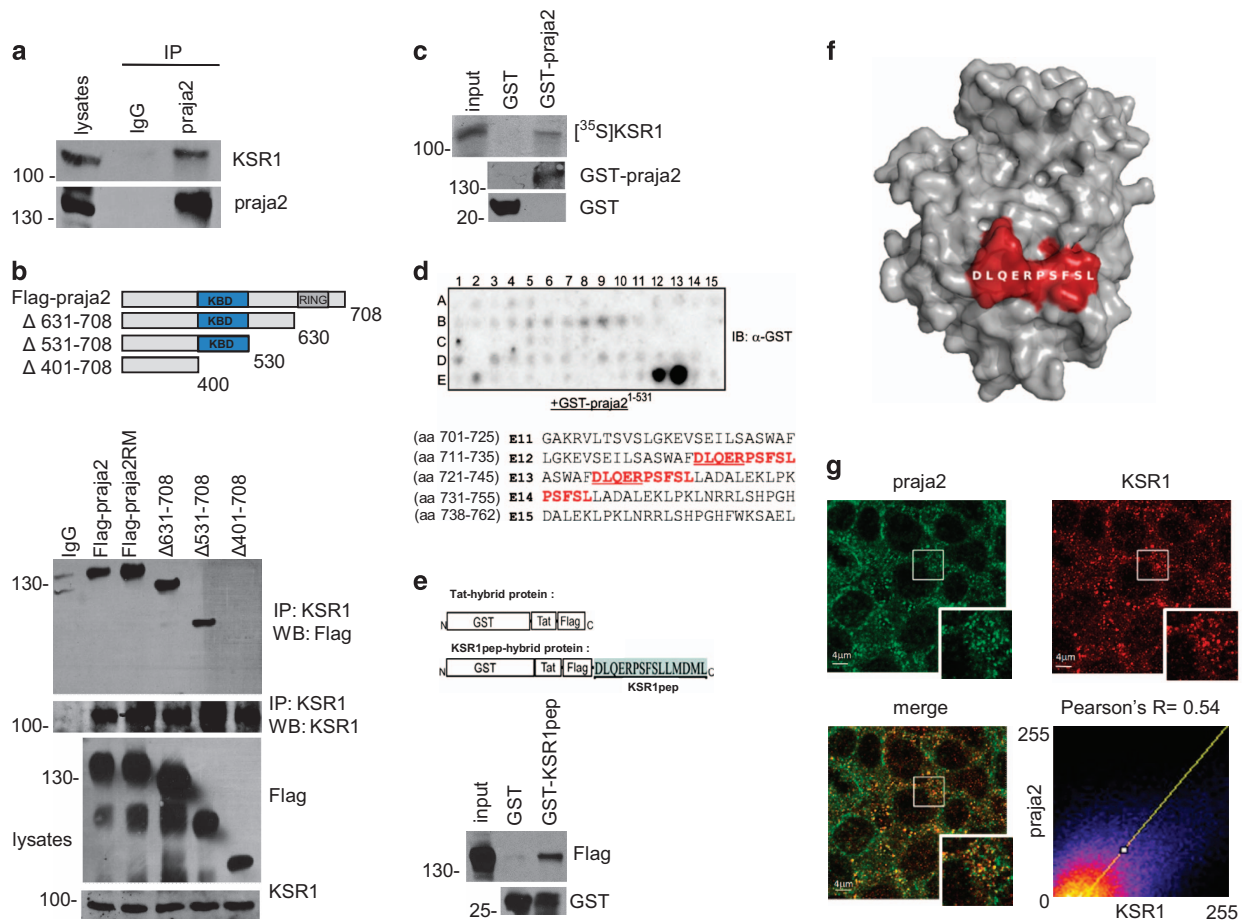 a
IP
lysates
IgG
praja2
KSR1
100 -
praja2
130 -
b
Flag-praja2
KBD
RING
708
Δ 631-708
KBD
630
Δ 531-708
KBD
530
Δ 401-708
400
IgG
Flag-praja2
Flag-praja2RM
Δ631-708
Δ531-708
Δ401-708
130-
IP: KSR1
WB: Flag
IP: KSR1
WB: KSR1
100-
130-
Flag
lysates
KSR1
100-
c
input
GST
GST-praja2
[35S]KSR1
100-
GST-praja2
130-
GST
20-
d
1 2 3 4 5 6 7 8 9 10 11 12 13 14 15
A
B
C
D
E
IB: α-GST
+GST-praja2 1-531
(aa 701-725) E11 GAKRVLTSVSLGKEVSEILSASWAF
(aa 711-735) E12 LGKEVSEILSASWAFDLQERPSFSL
(aa 721-745) E13 ASWAFDLQERPSFSLLADALEKLPK
(aa 731-755) E14 PSFSLLADALEKLPKLNRRLSHPGH
(aa 738-762) E15 DALEKLPKLNRRLSHPGHFWKSAEL
e
Tat-hybrid protein :
N GST Tat Flag C
KSR1pep-hybrid protein :
N GST Tat Flag DLQERPSFSLLMDML C
KSR1pep
input
GST
GST-KSR1pep
Flag
130-
GST
25-
f
DLQERPSFSL
g
praja2
KSR1
4µm
4µm
merge
Pearson's R= 0.54
4µm
255
praja2
0
KSR1
255